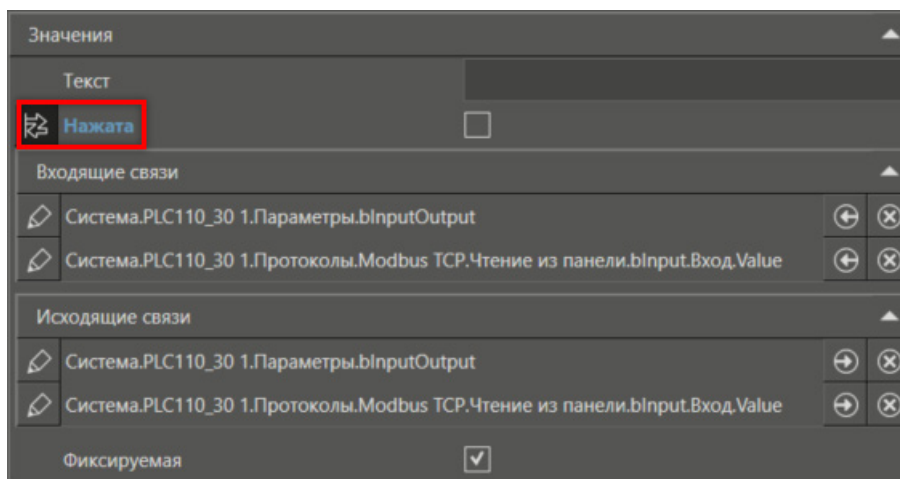 Значения
Текст
Нажата
Входящие связи
Система.PLC110_30 1.Параметры.bInputOutput
Система.PLC110_30 1.Протоколы.Modbus TCP.Чтение из панели.bInput.Вход.Value
Исходящие связи
Система.PLC110_30 1.Параметры.bInputOutput
Система.PLC110_30 1.Протоколы.Modbus TCP.Чтение из панели.bInput.Вход.Value
Фиксируемая